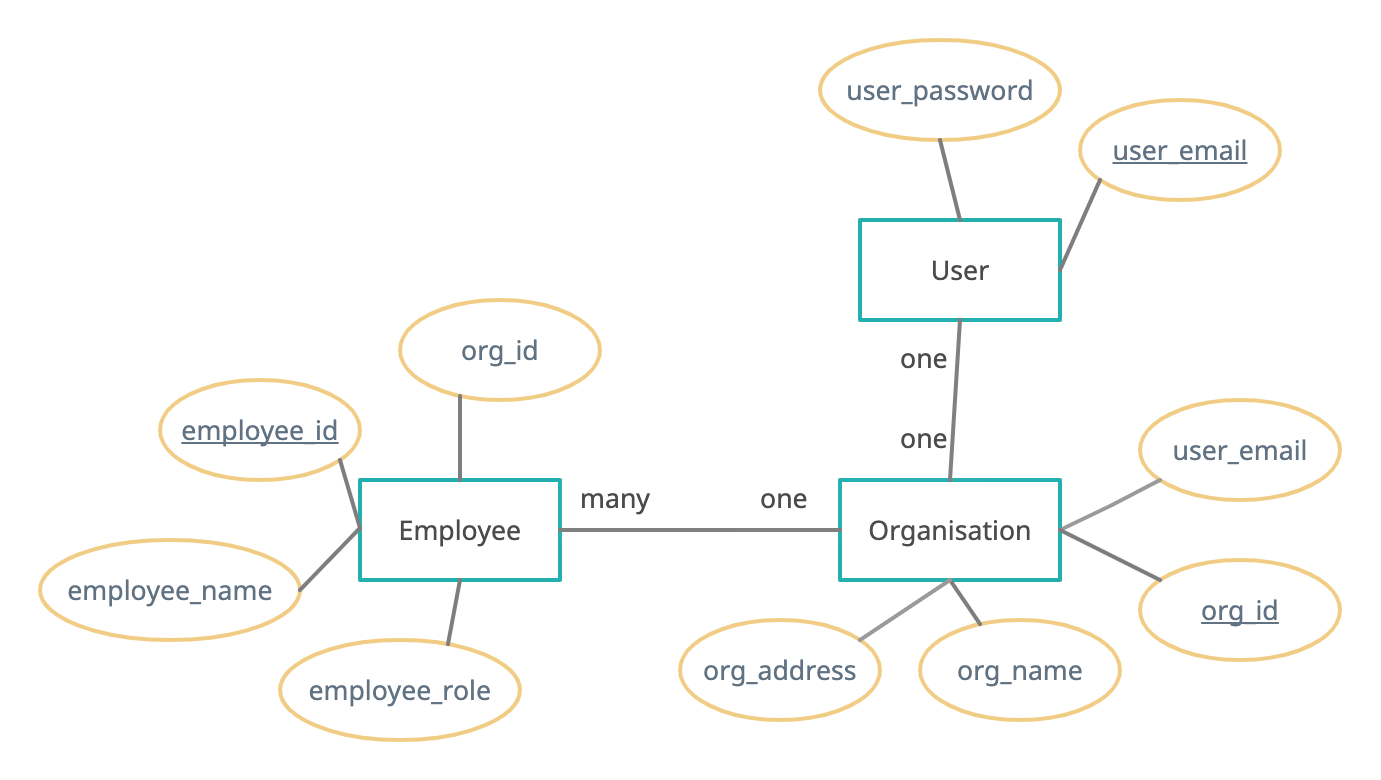 user_password
user_email
User
one
org_id
employee_id
one
user_email
many
one
Employee
Organisation
employee_name
org_id
employee_role
org_address
org_name